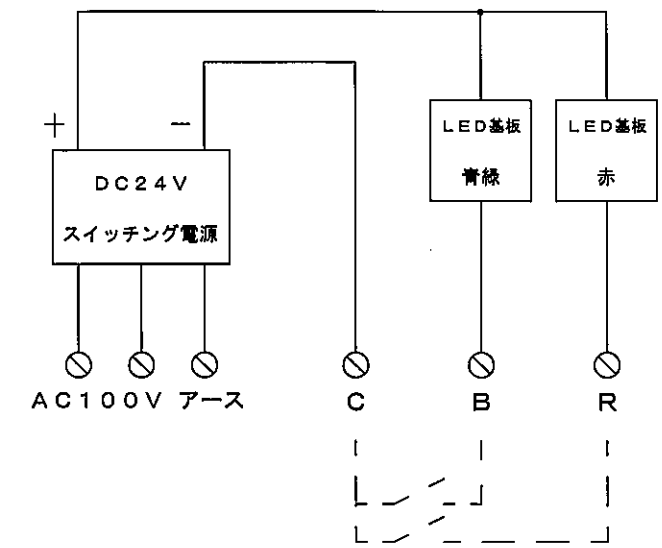 ＋
−
DC24V
スイッチング電源
LED基板
青緑
LED基板
赤
AC100V
アース
C
B
R